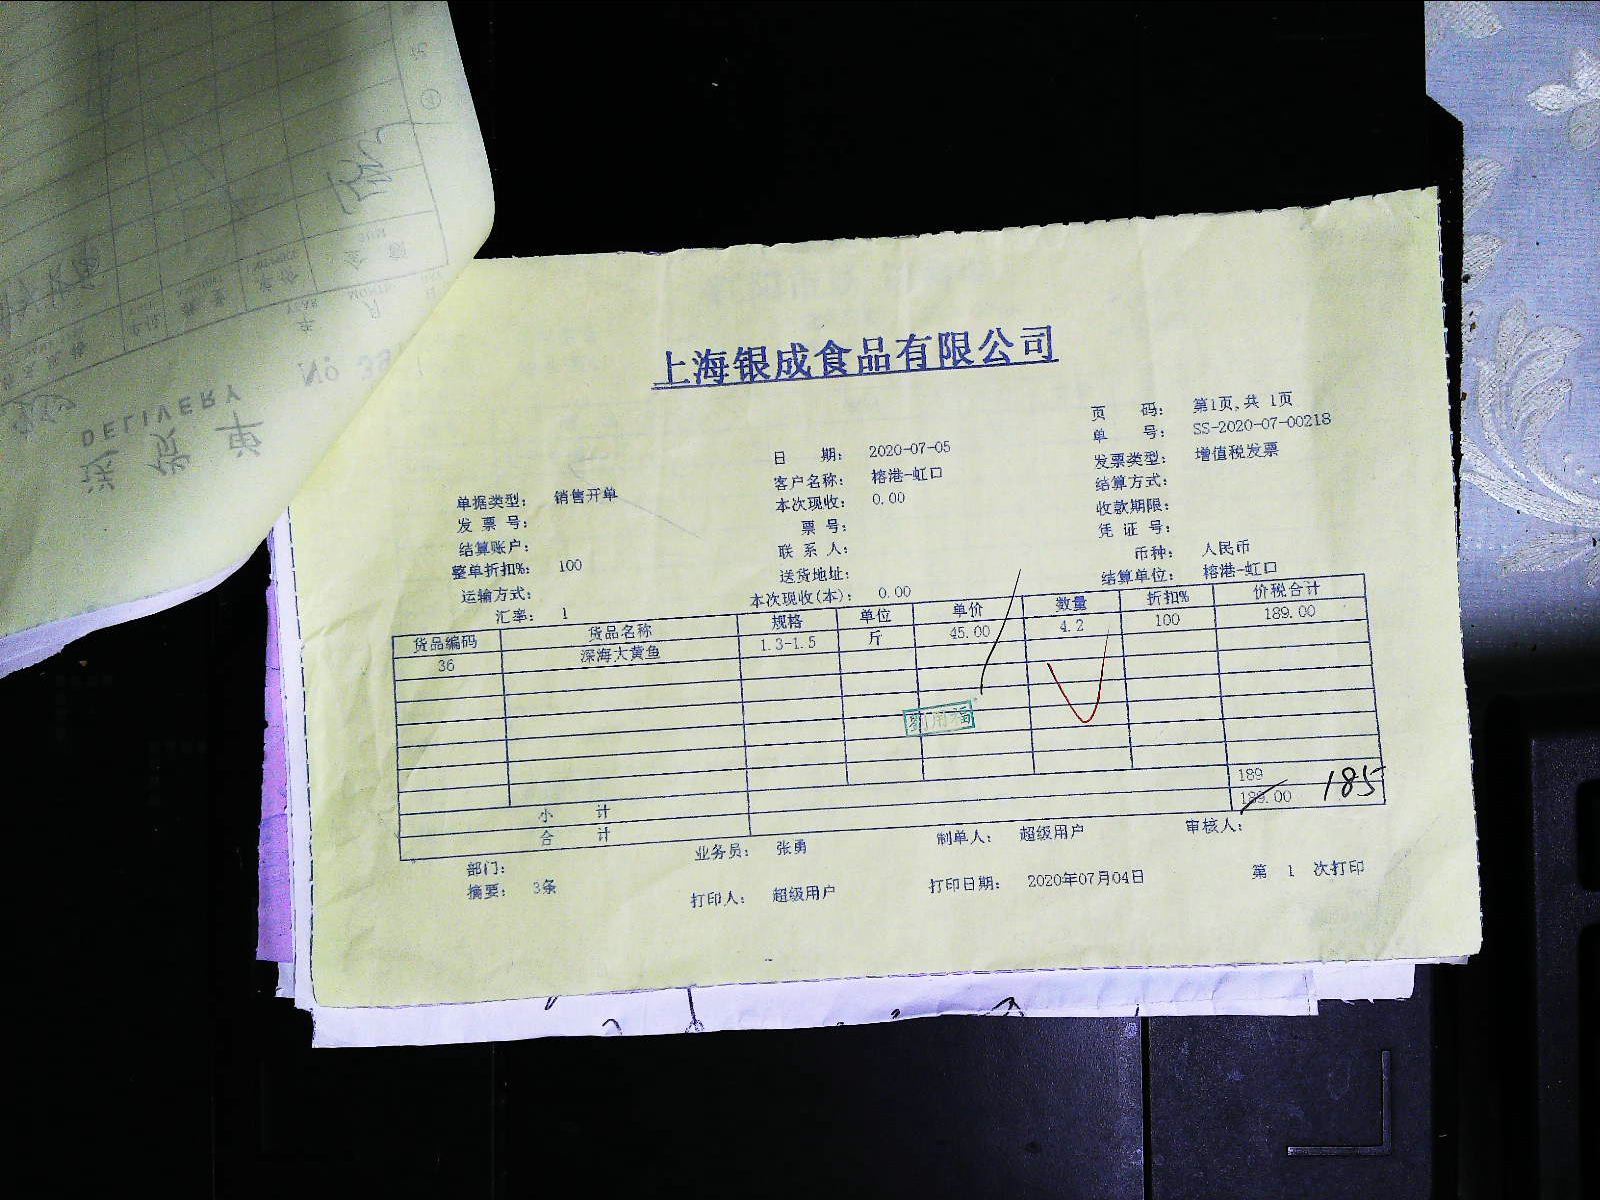 上海银成食品有限公司
页 码： 第1页,共 1页
单 号： SS-2020-07-00218
日 期： 2020-07-05
发票类型： 增值税发票
客户名称： 榕港-虹口
结算方式：
单据类型： 销售开单
本次现收： 0.00
收款期限：
发 票 号：
票 号：
凭 证 号：
结算账户：
联 系 人：
币种： 人民币
整单折扣%： 100
送货地址：
结算单位： 榕港-虹口
运输方式：
本次现收(本)： 0.00
汇率： 1
货品编码 货品名称 规格 单位 单价 数量 折扣% 价税合计
36 深海大黄鱼 1.3-1.5 斤 45.00 4.2 100 189.00
刘用福
小 计 189
合 计 189.00 185
部门： 业务员： 张勇 制单人： 超级用户 审核人：
摘要： 3条 打印人： 超级用户 打印日期： 2020年07月04日 第 1 次打印
送 货 单
DELIVERY